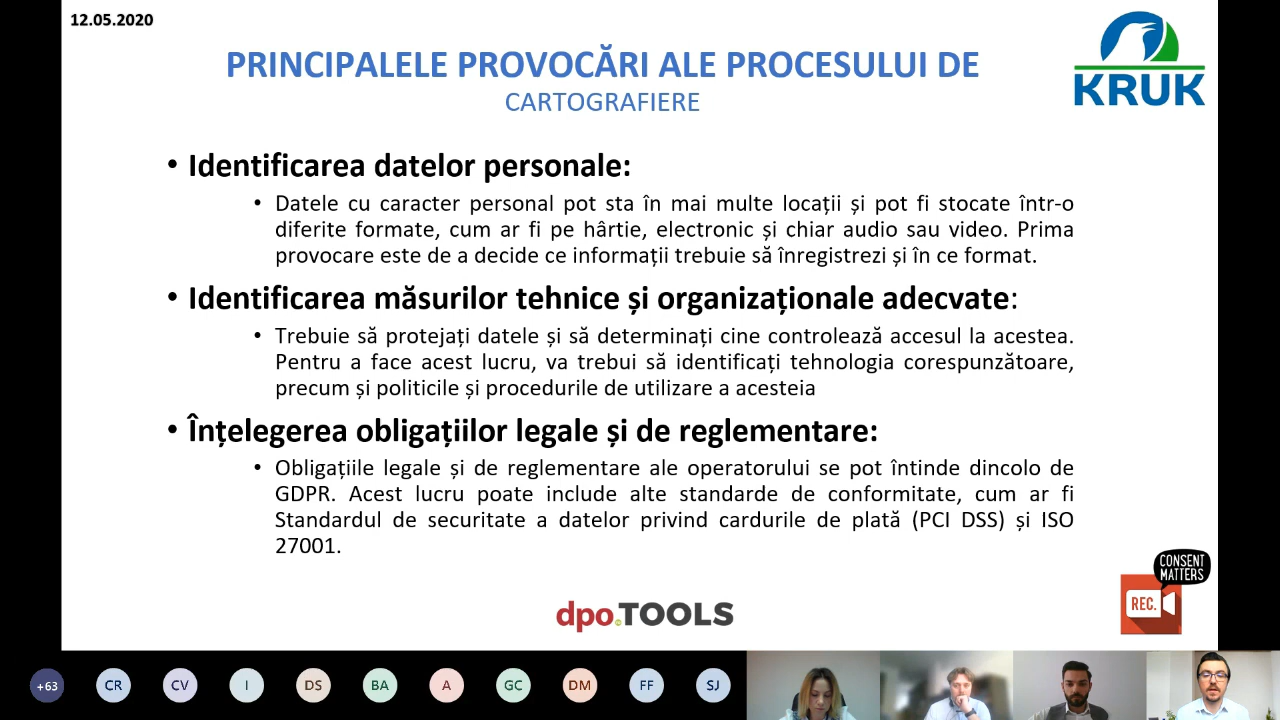 12.05.2020
PRINCIPALELE PROVOCĂRI ALE PROCESULUI DE
CARTOGRAFIERE
KRUK
• Identificarea datelor personale:
• Datele cu caracter personal pot sta în mai multe locații și pot fi stocate într-o
diferite formate, cum ar fi pe hârtie, electronic și chiar audio sau video. Prima
provocare este de a decide ce informații trebuie să înregistrezi și în ce format.
• Identificarea măsurilor tehnice și organizaționale adecvate:
• Trebuie să protejați datele și să determinați cine controlează accesul la acestea.
Pentru a face acest lucru, va trebui să identificați tehnologia corespunzătoare,
precum și politicile și procedurile de utilizare a acesteia
• Înțelegerea obligațiilor legale și de reglementare:
• Obligațiile legale și de reglementare ale operatorului se pot întinde dincolo de
GDPR. Acest lucru poate include alte standarde de conformitate, cum ar fi
Standardul de securitate a datelor privind cardurile de plată (PCI DSS) și ISO
27001.
CONSENT
MATTERS
REC.
dpo.TOOLS
+63 CR CV I DS BA A GC DM FF SJ